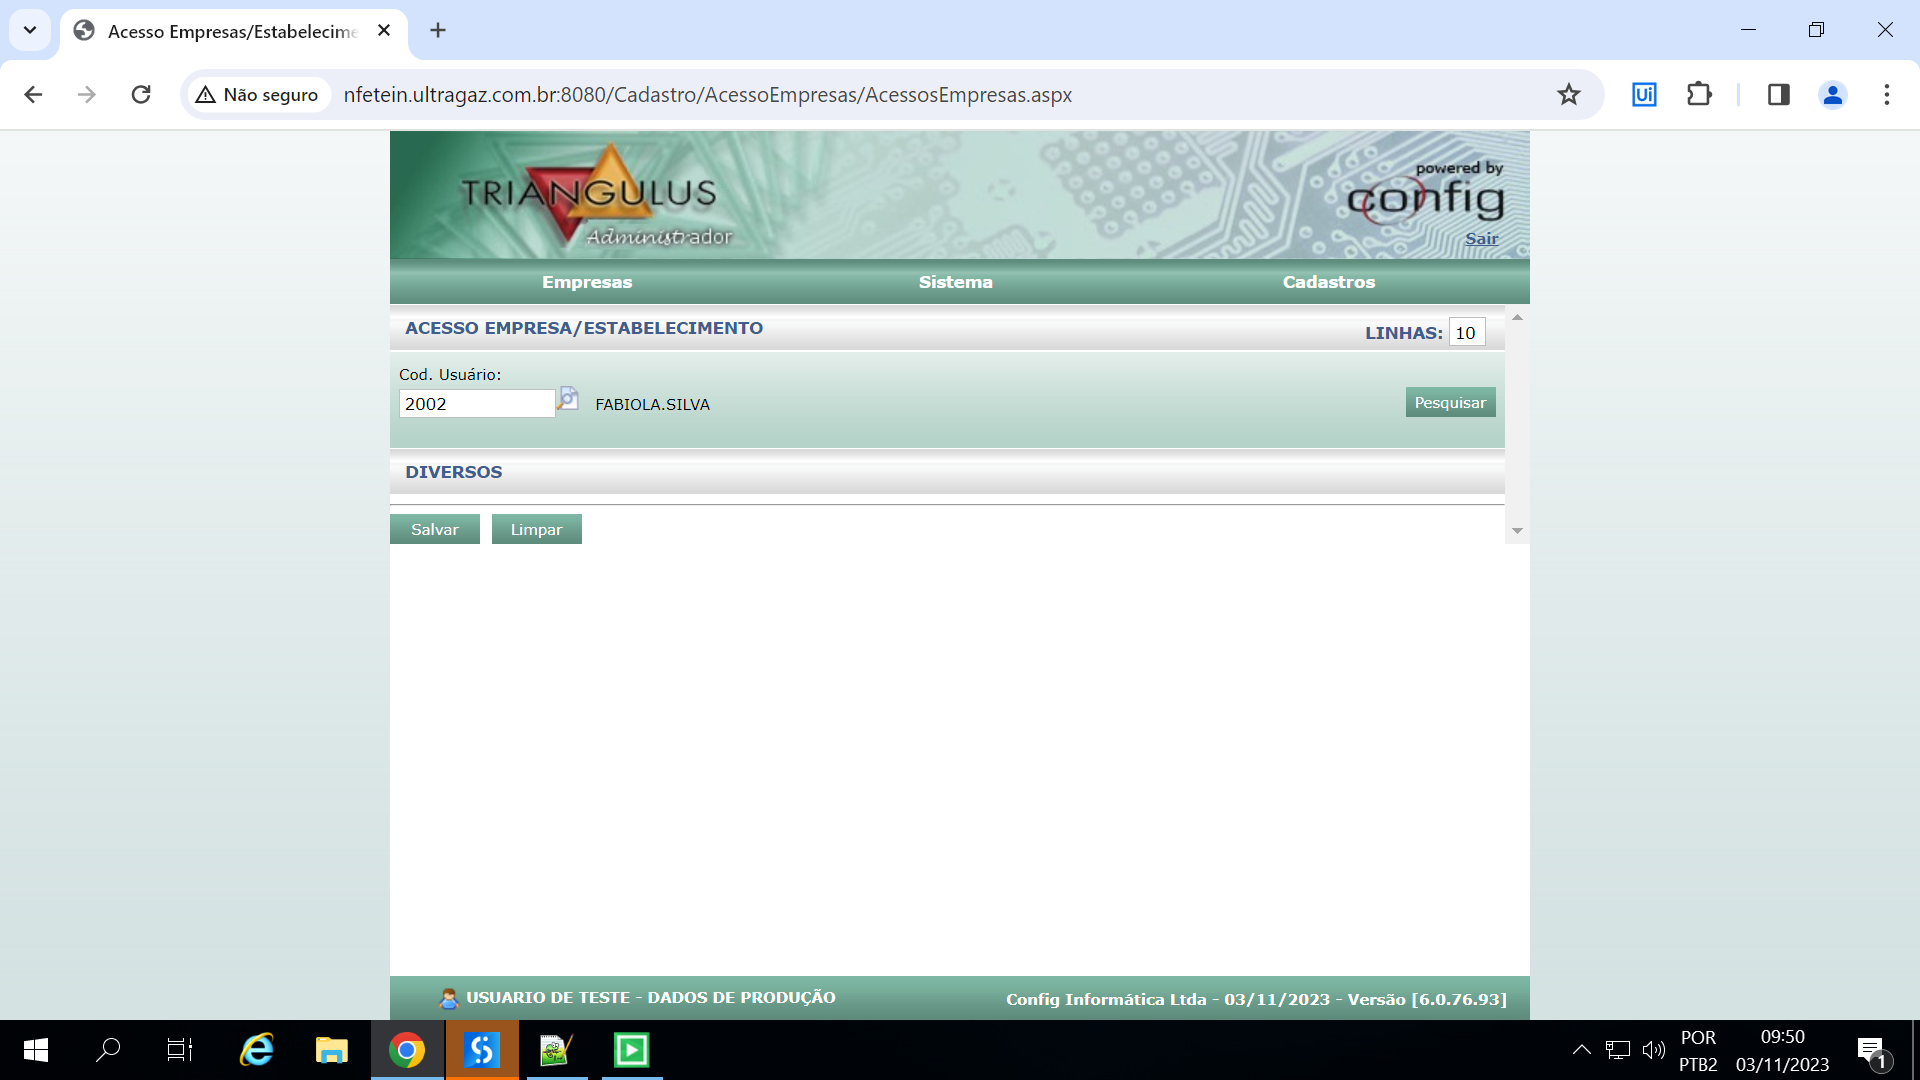 Acesso Empresas/Estabelecime
Não seguro
nfetein.ultragaz.com.br:8080/Cadastro/AcessoEmpresas/AcessosEmpresas.aspx
Ui
TRIANGULUS
Administrador
powered by
config
Sair
Empresas Sistema Cadastros
ACESSO EMPRESA/ESTABELECIMENTO
LINHAS: 10
Cod. Usuário:
2002 FABIOLA.SILVA Pesquisar
DIVERSOS
Salvar Limpar
USUARIO DE TESTE - DADOS DE PRODUÇÃO
Config Informática Ltda - 03/11/2023 - Versão [6.0.76.93]
POR 09:50
PTB2 03/11/2023
1